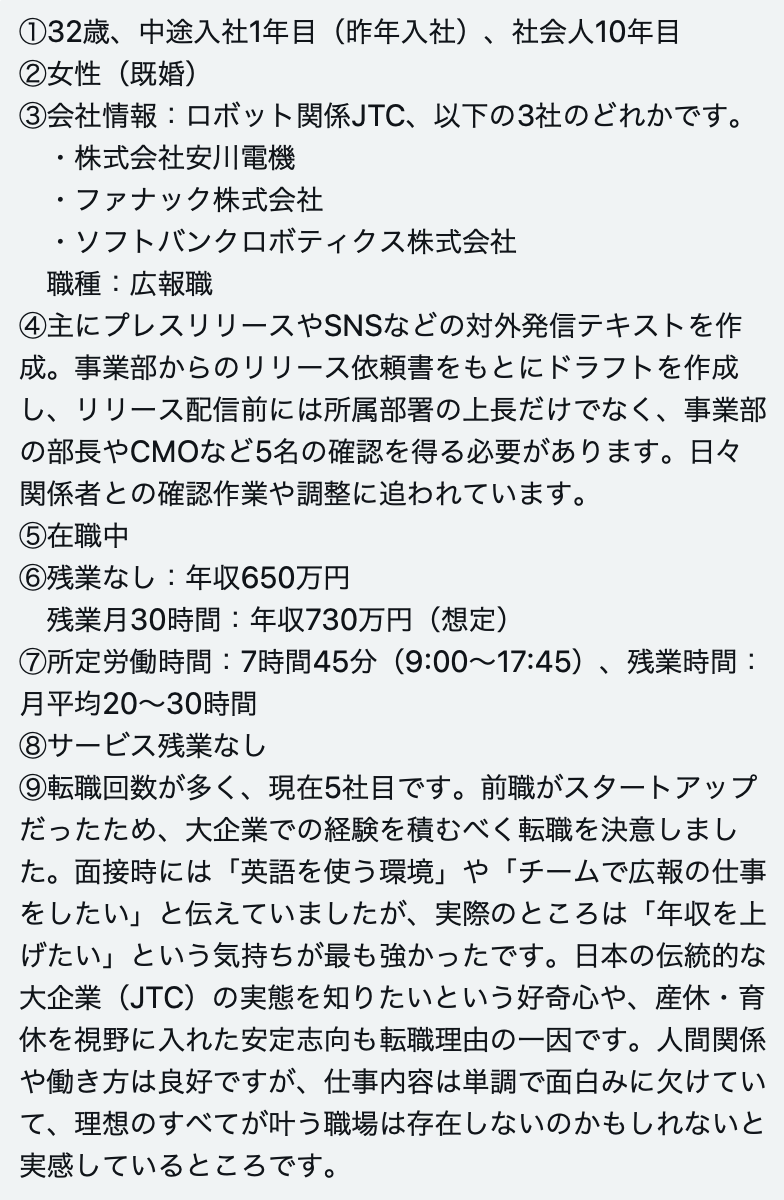 ①32歳、中途入社1年目（昨年入社）、社会人10年目
②女性（既婚）
③会社情報：ロボット関係JTC、以下の3社のどれかです。
・株式会社安川電機
・ファナック株式会社
・ソフトバンクロボティクス株式会社
職種：広報職
④主にプレスリリースやSNSなどの対外発信テキストを作
成。事業部からのリリース依頼書をもとにドラフトを作成
し、リリース配信前には所属部署の上長だけでなく、事業部
の部長やCMOなど5名の確認を得る必要があります。日々
関係者との確認作業や調整に追われています。
⑤在職中
⑥残業なし：年収650万円
残業月30時間：年収730万円（想定）
⑦所定労働時間：7時間45分（9:00〜17:45）、残業時間：
月平均20〜30時間
⑧サービス残業なし
⑨転職回数が多く、現在5社目です。前職がスタートアップ
だったため、大企業での経験を積むべく転職を決意しまし
た。面接時には「英語を使う環境」や「チームで広報の仕事
をしたい」と伝えていましたが、実際のところは「年収を上
げたい」という気持ちが最も強かったです。日本の伝統的な
大企業（JTC）の実態を知りたいという好奇心や、産休・育
休を視野に入れた安定志向も転職理由の一因です。人間関係
や働き方は良好ですが、仕事内容は単調で面白みに欠けてい
て、理想のすべてが叶う職場は存在しないのかもしれないと
実感しているところです。